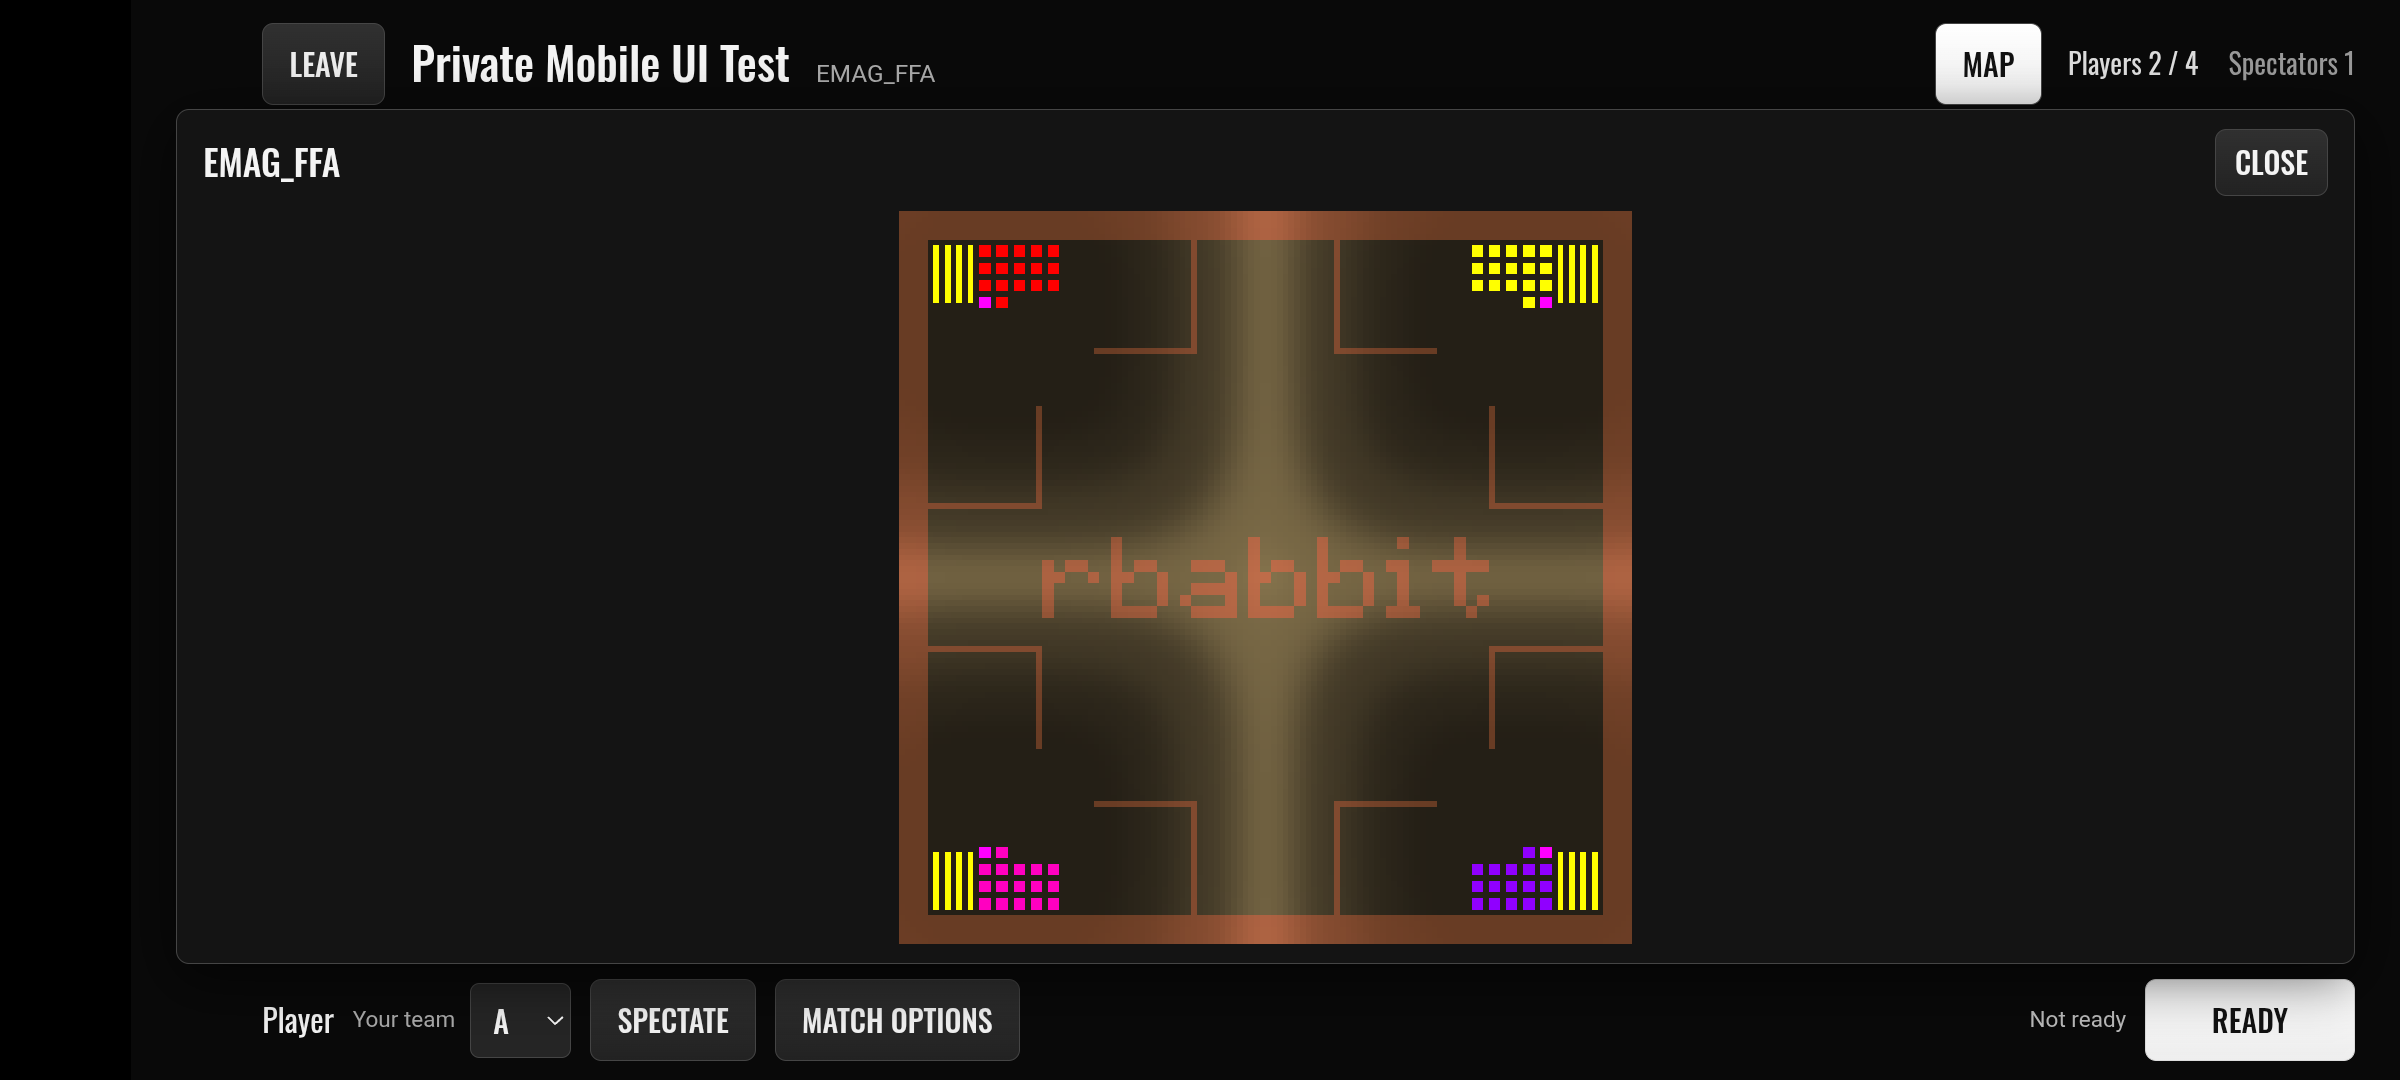 LEAVE Private Mobile UI Test EMAG_FFA MAP Players 2 / 4 Spectators 1
EMAG_FFA CLOSE
rbabbit
Player Your team A SPECTATE MATCH OPTIONS Not ready READY